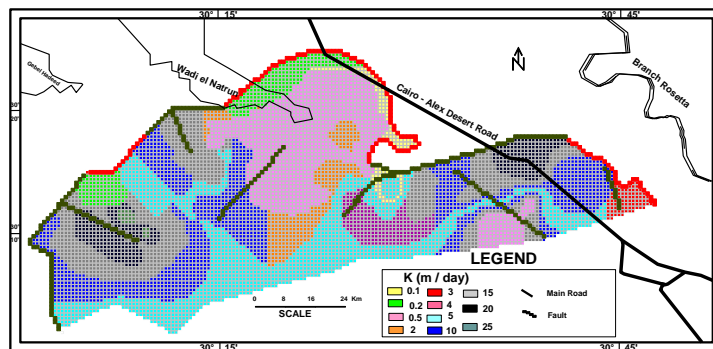 30° 15'
30° 45'
Gebel Hamied
Wadi el Natrun
N
Cairo - Alex Desert Road
Branch Rosetta
30°
20'
30°
10'
LEGEND
K (m / day)
0.1
3
15
Main Road
0.2
4
20
0.5
5
25
Fault
2
10
0 8 16 24 Km
SCALE
30° 15'
30° 45'